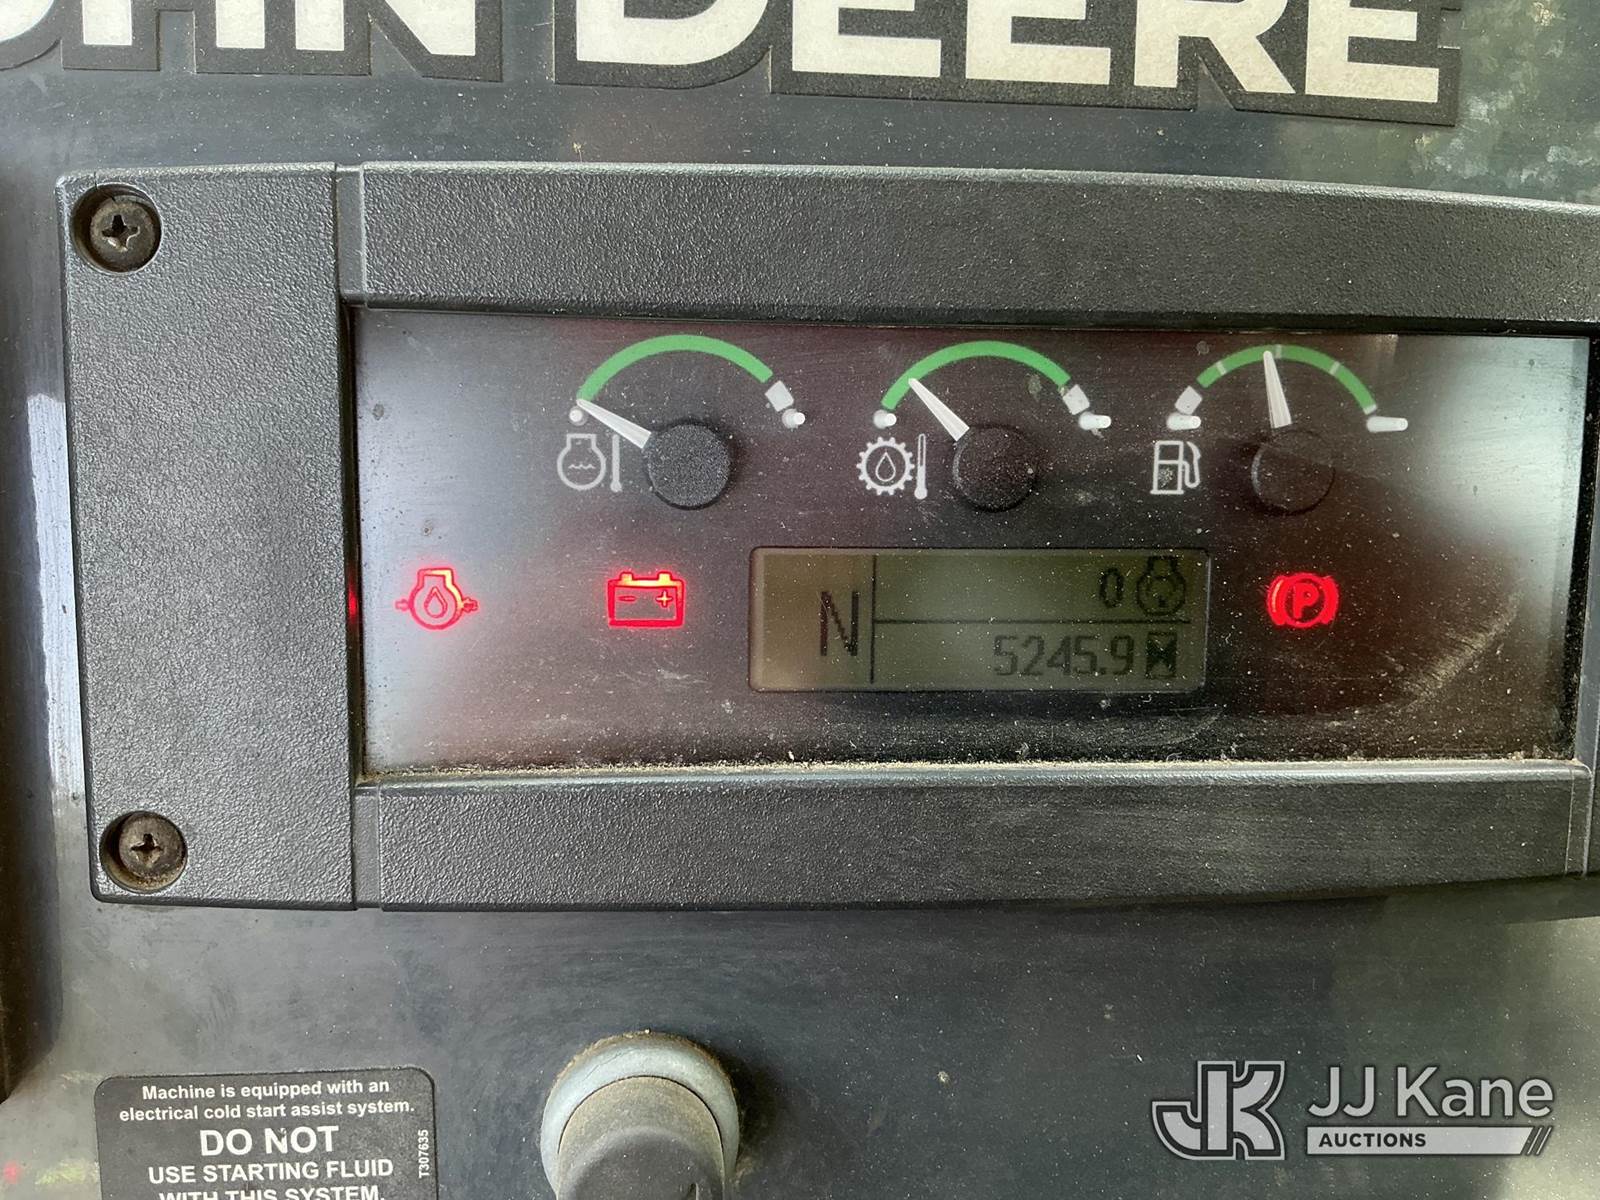 JOHN DEERE
P
N
0
5245.9
Machine is equipped with an
electrical cold start assist system.
DO NOT
USE STARTING FLUID
WITH THIS SYSTEM.
T307635
JK
JJ Kane
AUCTIONS